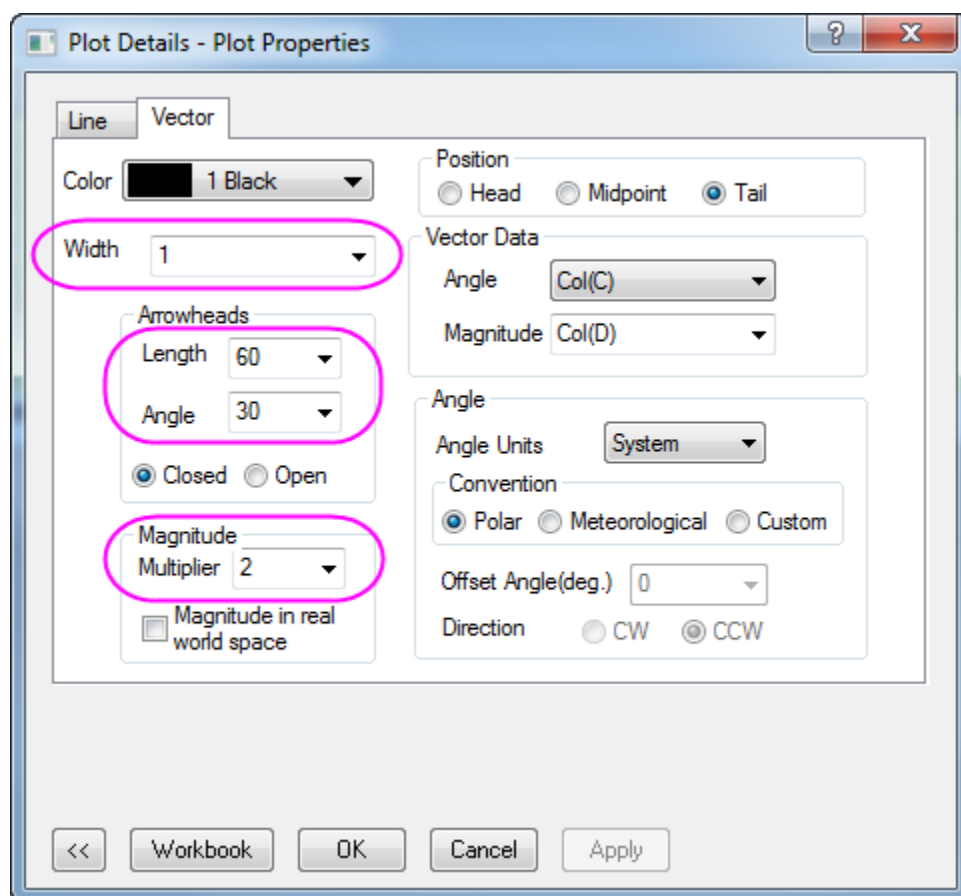 Plot Details - Plot Properties
?
X
Line Vector
Color 1 Black
Width 1
Arrowheads
Length 60
Angle 30
Closed Open
Magnitude
Multiplier 2
Magnitude in real
world space
Position
Head Midpoint Tail
Vector Data
Angle Col(C)
Magnitude Col(D)
Angle
Angle Units System
Convention
Polar Meteorological Custom
Offset Angle(deg.) 0
Direction CW CCW
<< Workbook OK Cancel Apply